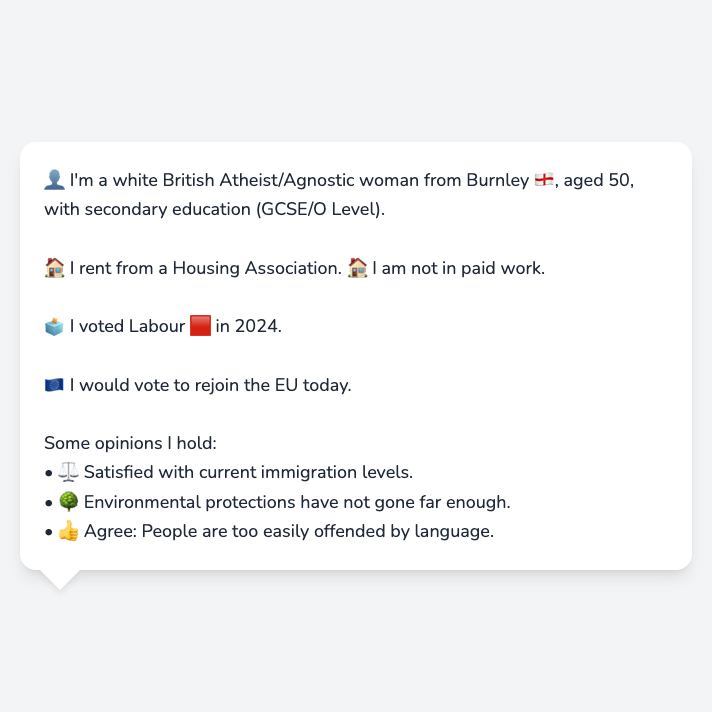 👤 I'm a white British Atheist/Agnostic woman from Burnley 🏴󠁧󠁢󠁥󠁮󠁧󠁿, aged 50,
with secondary education (GCSE/O Level).
🏠 I rent from a Housing Association. 🏠 I am not in paid work.
🗳️ I voted Labour 🟥 in 2024.
🇪🇺 I would vote to rejoin the EU today.
Some opinions I hold:
• ⚖️ Satisfied with current immigration levels.
• 🌳 Environmental protections have not gone far enough.
• 👍 Agree: People are too easily offended by language.